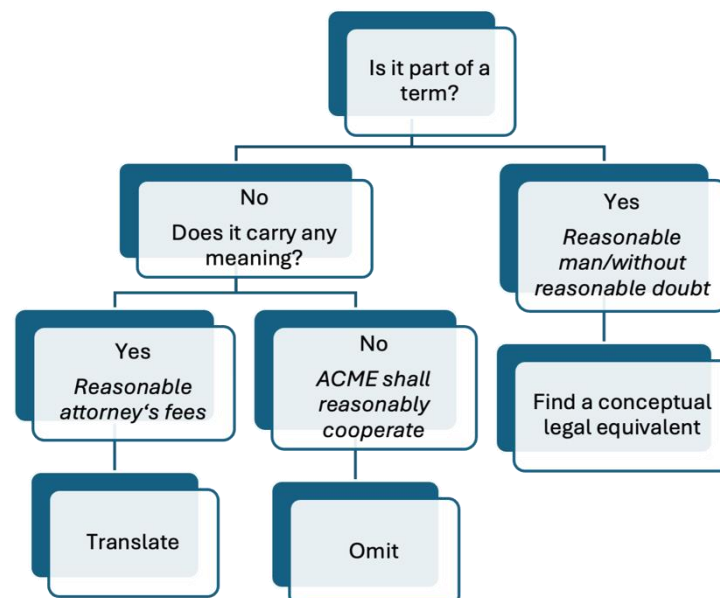 Is it part of a
term?
No
Does it carry any
meaning?
Yes
Reasonable
man/without
reasonable doubt
Yes
Reasonable
attorney‘s fees
No
ACME shall
reasonably
cooperate
Find a conceptual
legal equivalent
Translate
Omit